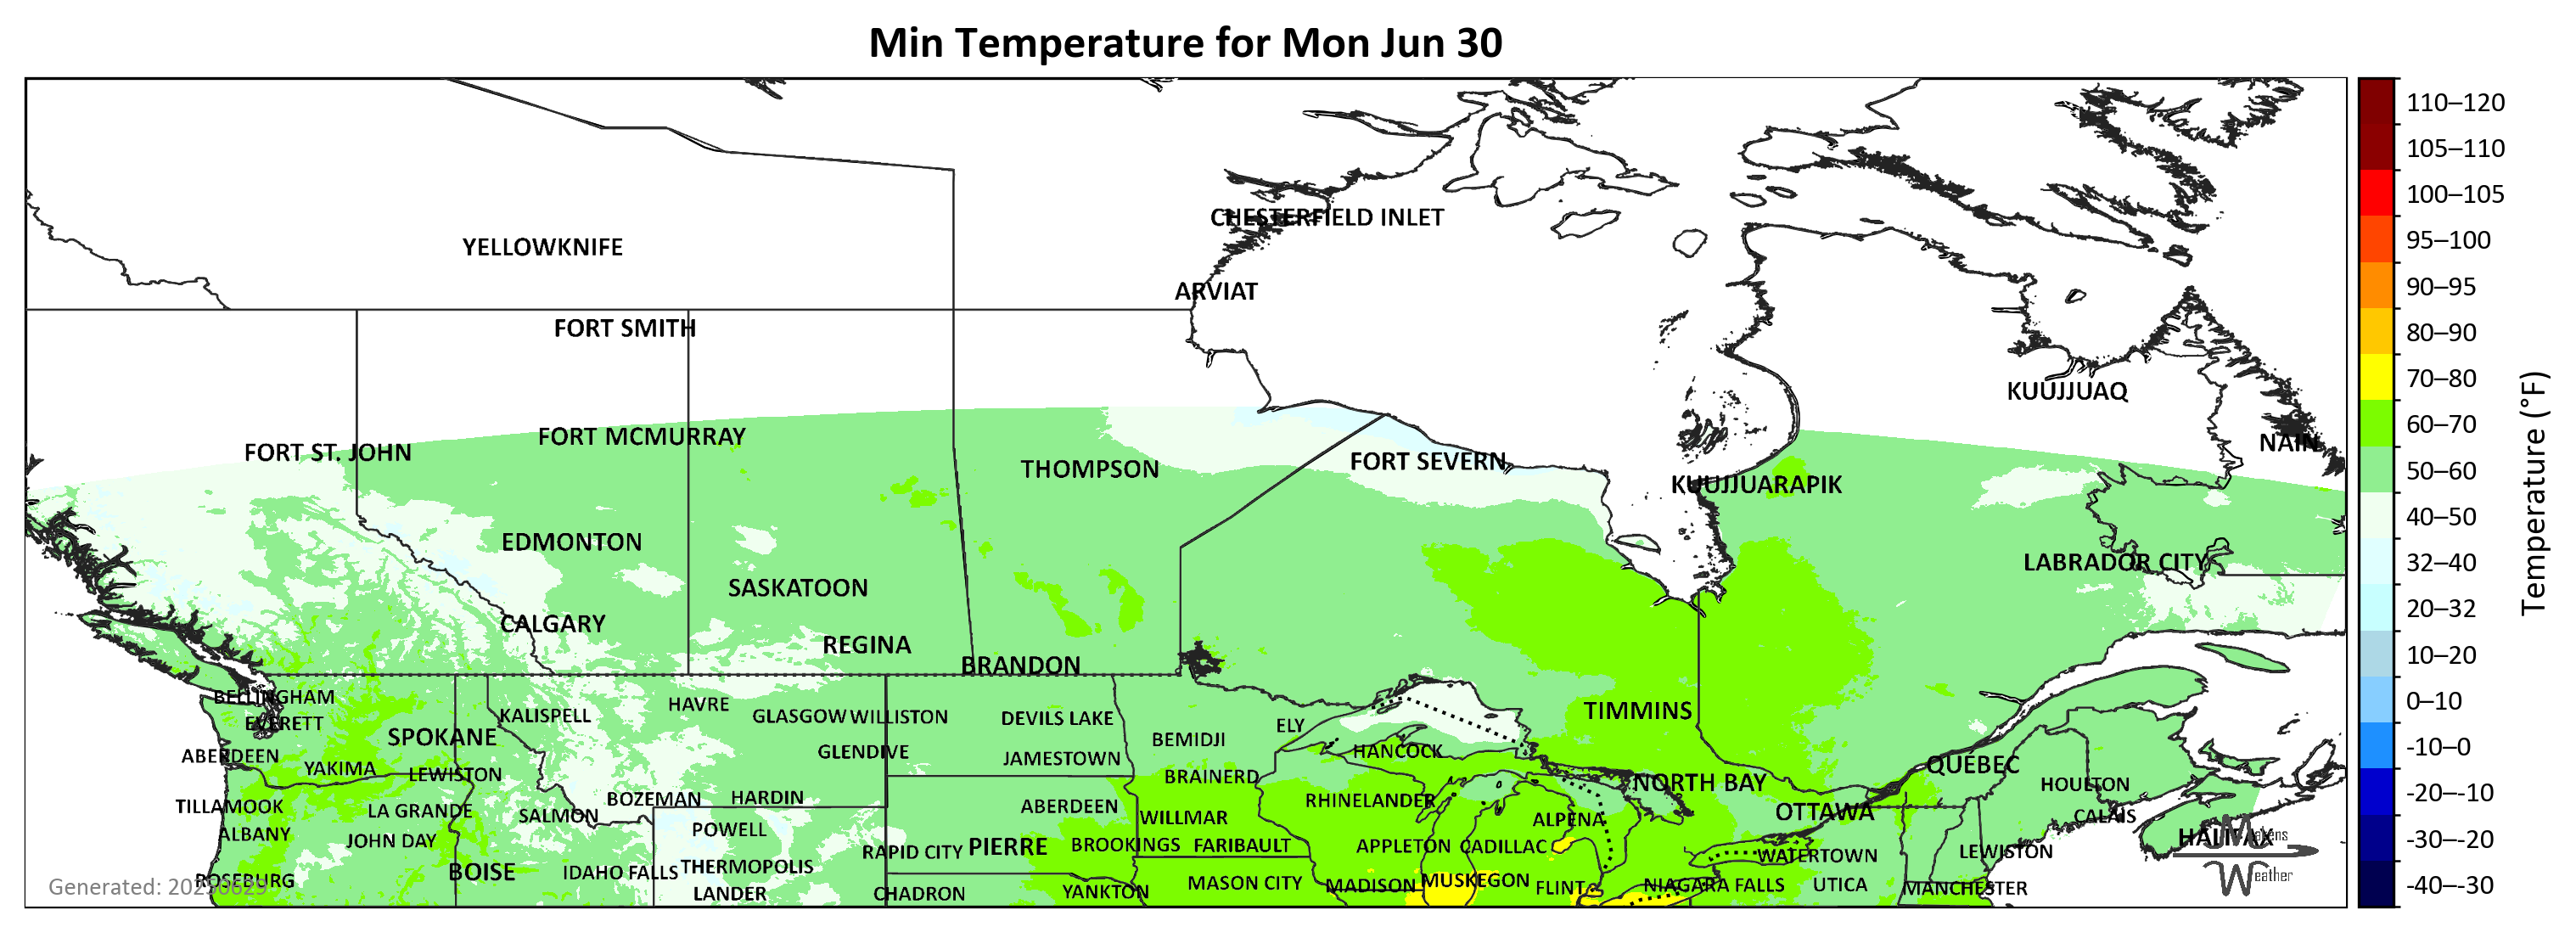 Min Temperature for Mon Jun 30
CHESTERFIELD INLET
YELLOWKNIFE
ARVIAT
FORT SMITH
KUUJJUAQ
FORT MCMURRAY
NAIN
FORT ST. JOHN
FORT SEVERN
THOMPSON
KUUJJUARAPIK
EDMONTON
LABRADOR CITY
SASKATOON
CALGARY
REGINA
BRANDON
BELLINGHAM
HAVRE
TIMMINS
KALISPELL
GLASGOW
WILLISTON
DEVILS LAKE
EVERETT
ELY
SPOKANE
BEMIDJI
HANCOCK
GLENDIVE
ABERDEEN
JAMESTOWN
QUÉBEC
YAKIMA
LEWISTON
BRAINERD
NORTH BAY
HOULTON
BOZEMAN
HARDIN
RHINELANDER
TILLAMOOK
ABERDEEN
LA GRANDE
OTTAWA
SALMON
CALAIS
WILLMAR
ALPENA
POWELL
ALBANY
HALIFAX
JOHN DAY
BROOKINGS
FARIBAULT
APPLETON
CADILLAC
PIERRE
RAPID CITY
LEWISTON
WATERTOWN
THERMOPOLIS
BOISE
IDAHO FALLS
ROSEBURG
MUSKEGON
MASON CITY
MADISON
NIAGARA FALLS
UTICA
FLINT
MANCHESTER
YANKTON
LANDER
CHADRON
Generated: 20250629
Makens
Weather
110–120
105–110
100–105
95–100
90–95
80–90
70–80
60–70
50–60
40–50
32–40
20–32
10–20
0–10
-10–0
-20–-10
-30–-20
-40–-30
Temperature (°F)